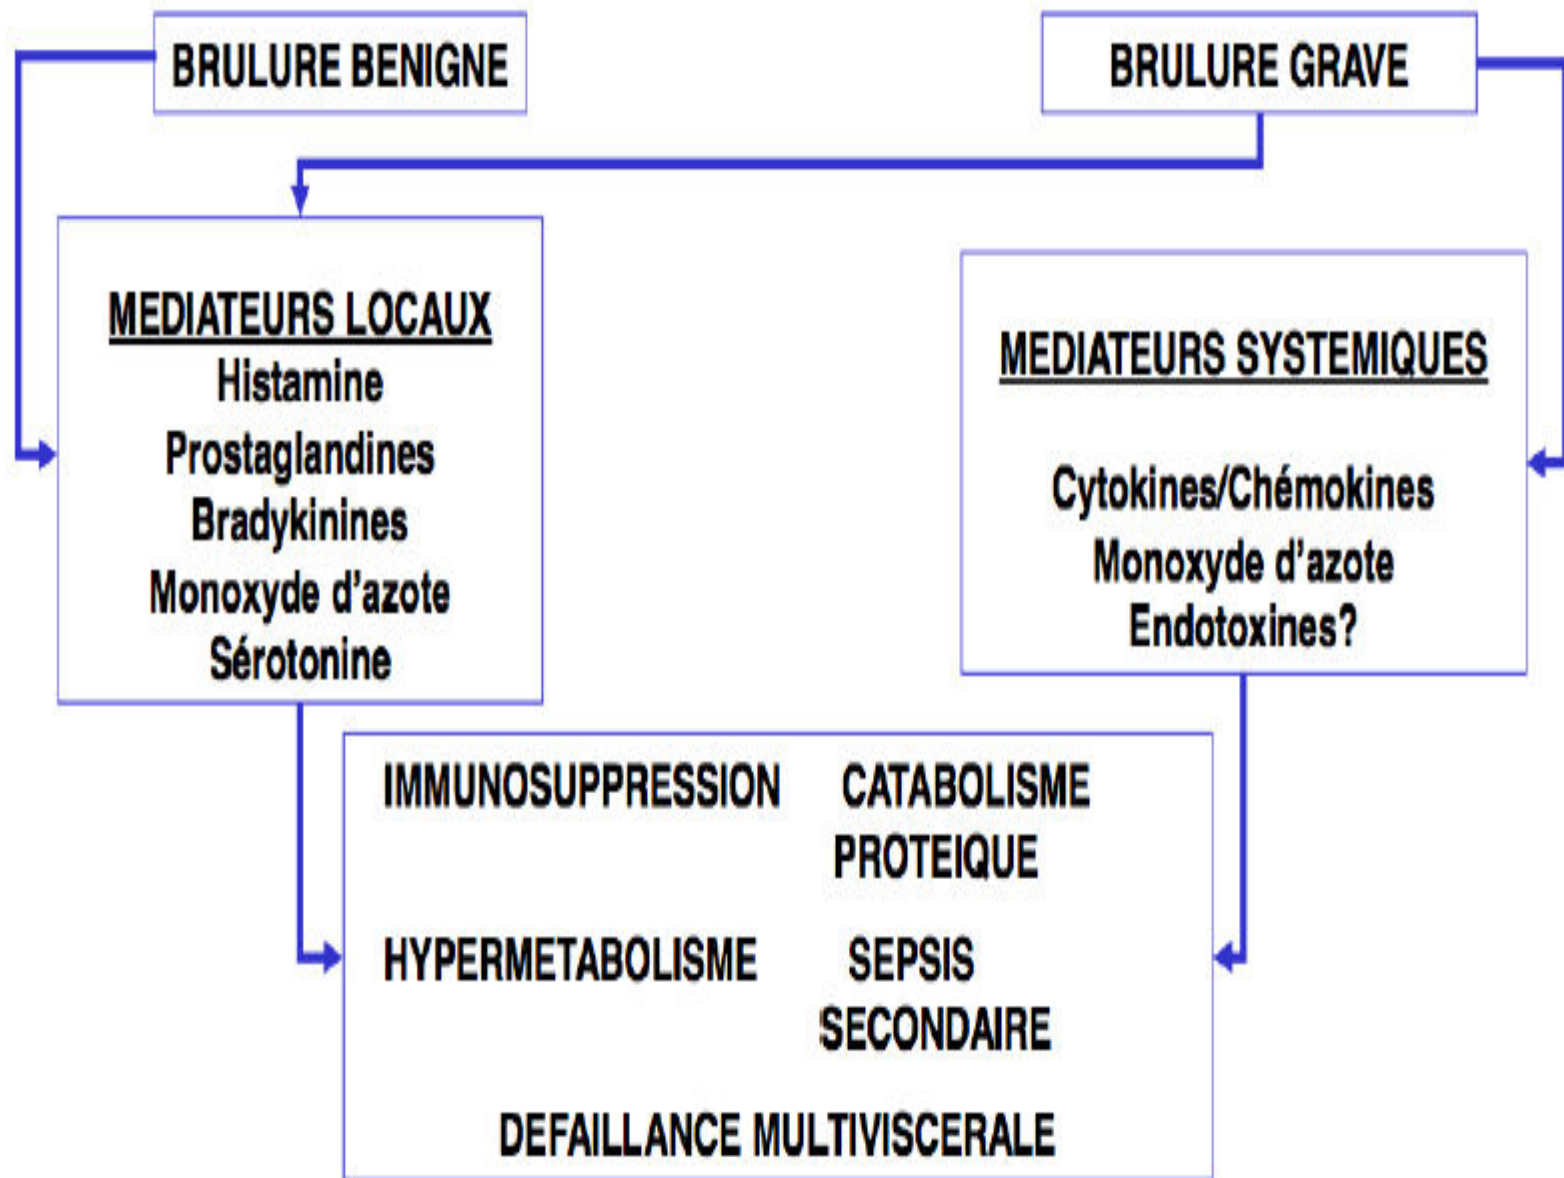 BRULURE BENIGNE
BRULURE GRAVE
MEDIATEURS LOCAUX
Histamine
Prostaglandines
Bradykinines
Monoxyde d'azote
Sérotonine
MEDIATEURS SYSTEMIQUES
Cytokines/Chémokines
Monoxyde d'azote
Endotoxines?
IMMUNOSUPPRESSION CATABOLISME
PROTEIQUE
HYPERMETABOLISME SEPSIS
SECONDAIRE
DEFAILLANCE MULTIVISCERALE